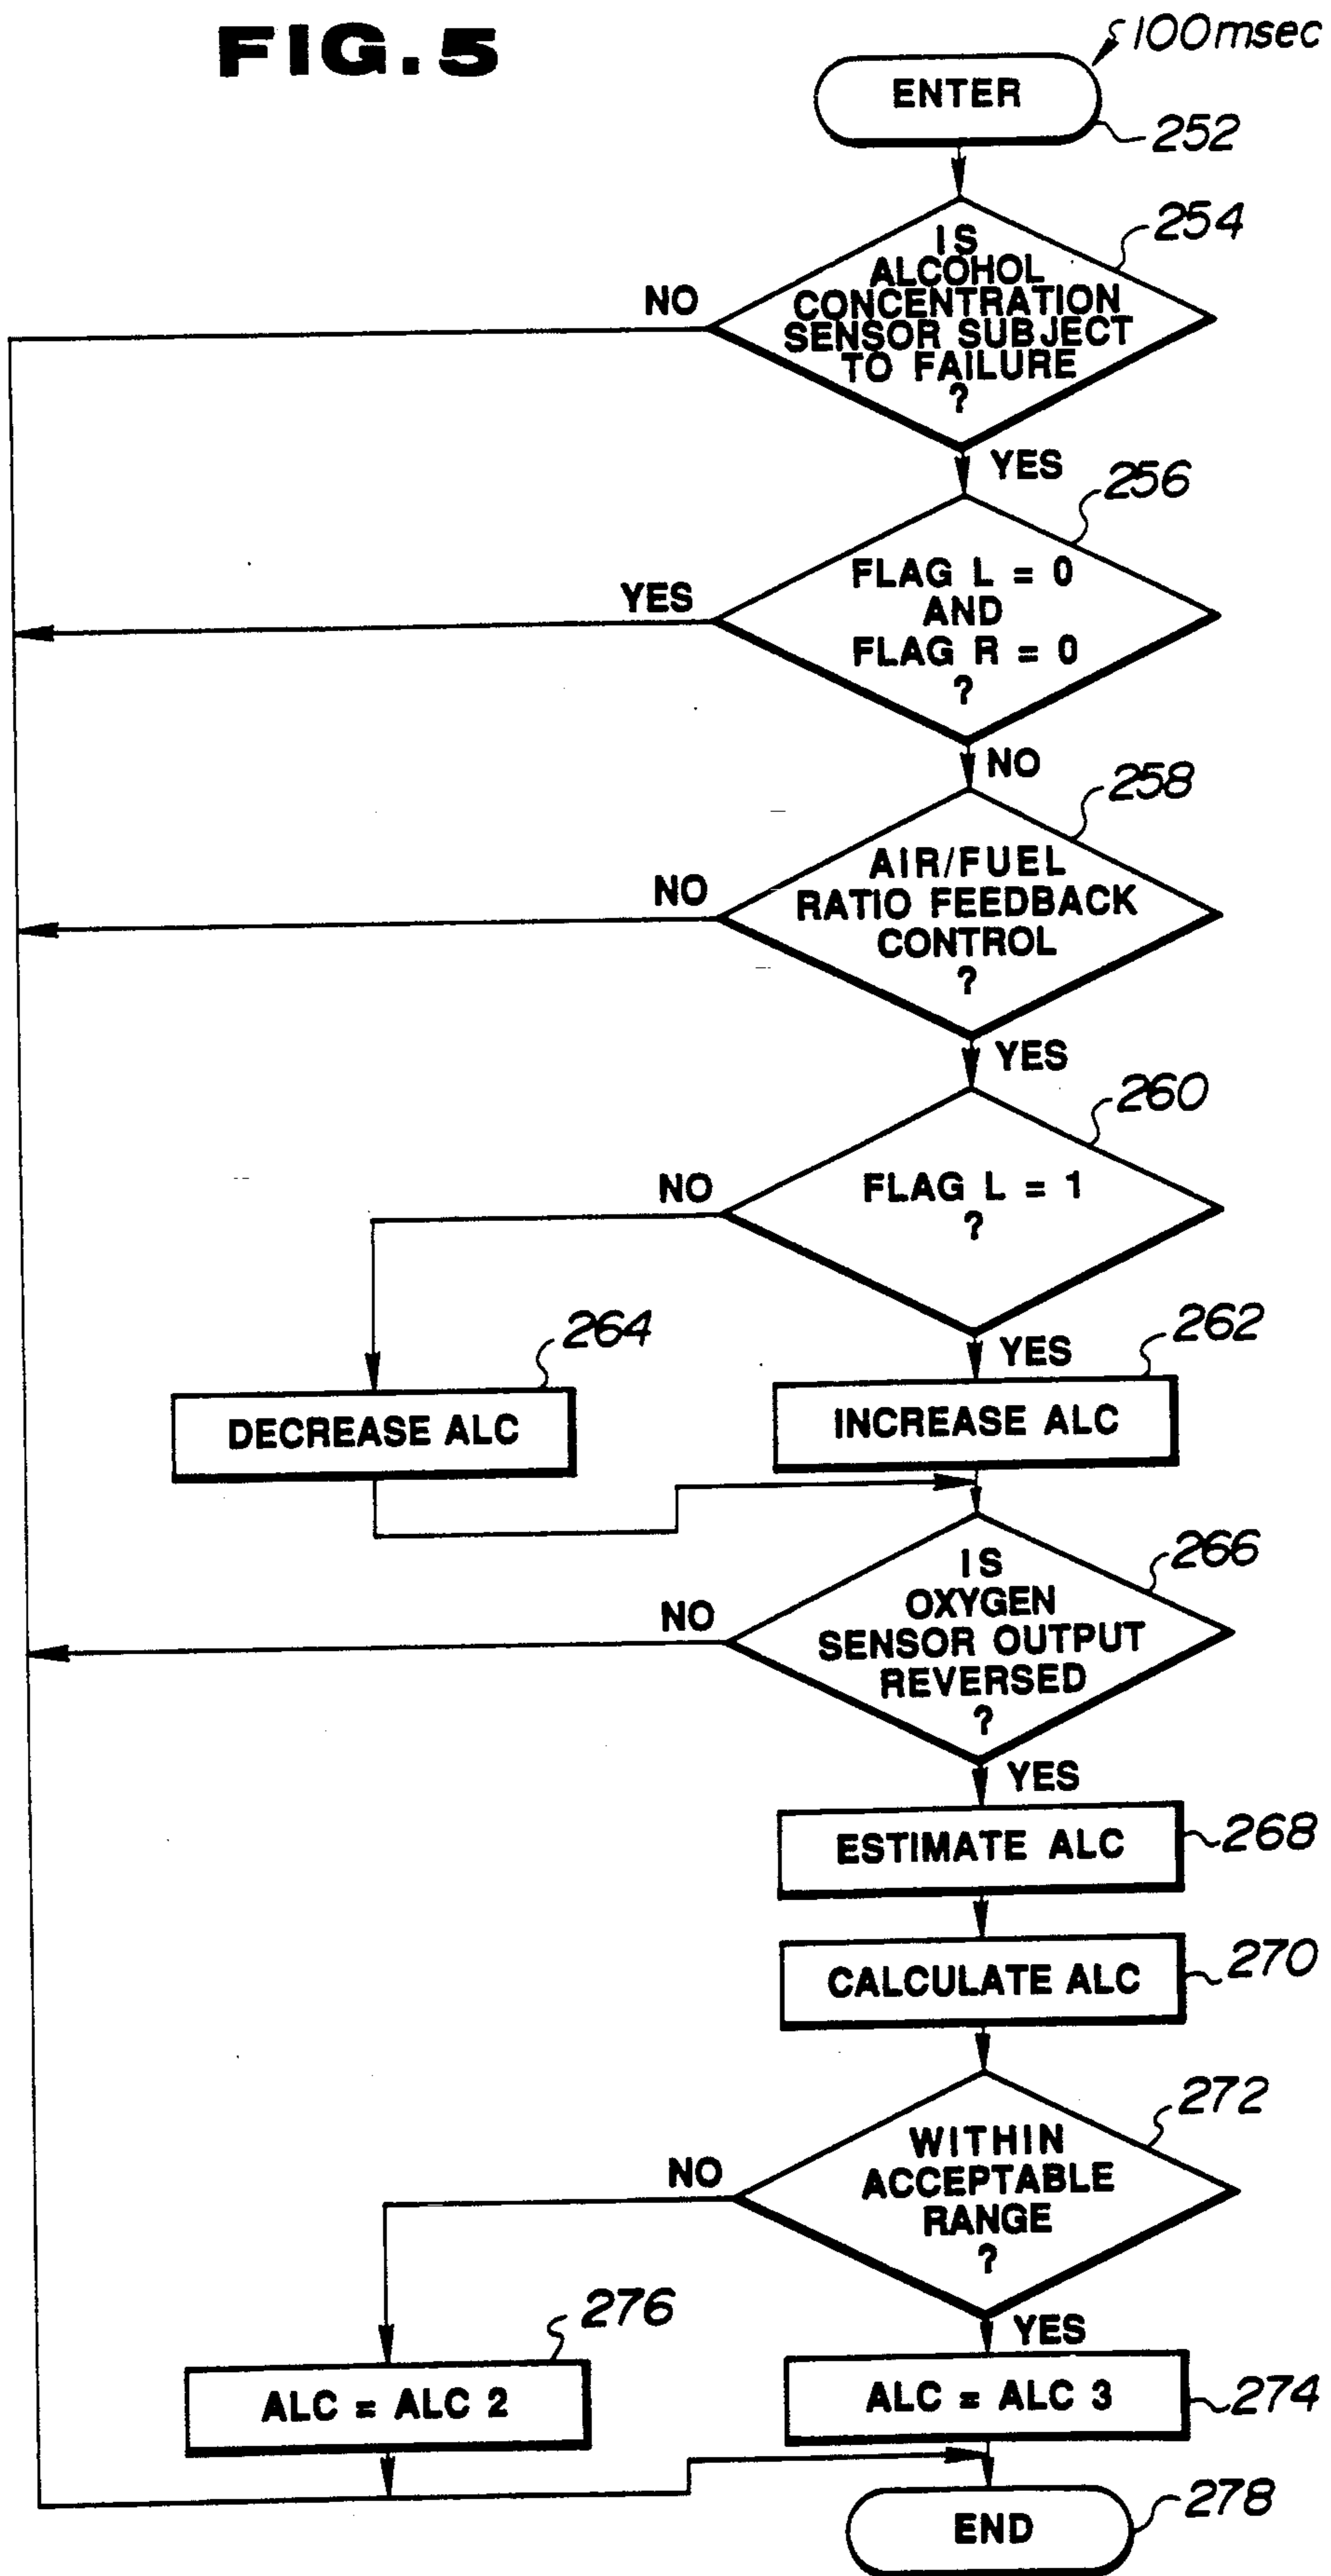 FIG. 5
100msec
ENTER
252
254
IS
ALCOHOL
CONCENTRATION
SENSOR SUBJECT
TO FAILURE
?
NO
YES
256
FLAG L = 0
AND
FLAG R = 0
?
YES
NO
258
AIR/FUEL
RATIO FEEDBACK
CONTROL
?
NO
YES
260
FLAG L = 1
?
NO
YES
264
DECREASE ALC
262
INCREASE ALC
266
IS
OXYGEN
SENSOR OUTPUT
REVERSED
?
NO
YES
ESTIMATE ALC
268
CALCULATE ALC
270
272
WITHIN
ACCEPTABLE
RANGE
?
NO
YES
276
ALC = ALC 2
ALC = ALC 3
274
END
278